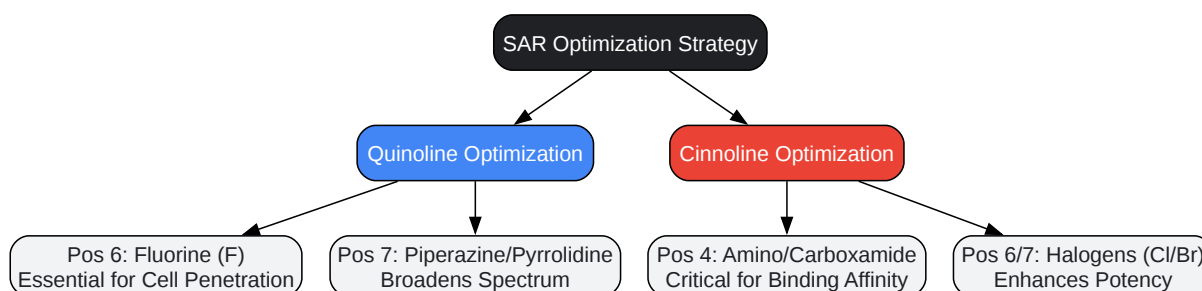 SAR Optimization Strategy
Quinoline Optimization
Cinnoline Optimization
Pos 6: Fluorine (F)
Essential for Cell Penetration
Pos 7: Piperazine/Pyrrolidine
Broadens Spectrum
Pos 4: Amino/Carboxamide
Critical for Binding Affinity
Pos 6/7: Halogens (Cl/Br)
Enhances Potency